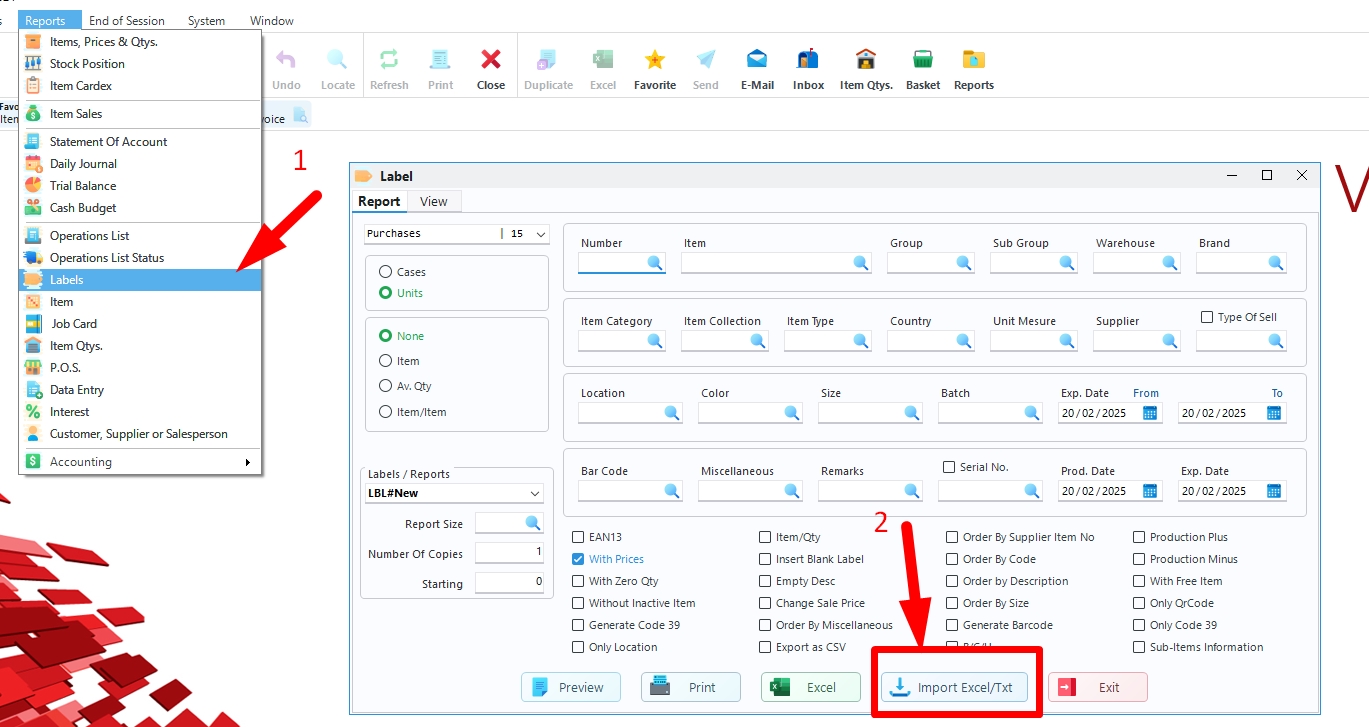 Reports End of Session System Window
Items, Prices & Qtys.
Stock Position
Item Cardex
Item Sales
Statement Of Account
Daily Journal
Trial Balance
Cash Budget
Operations List
Operations List Status
Labels
Item
Job Card
Item Qtys.
P.O.S.
Data Entry
Interest
Customer, Supplier or Salesperson
Accounting
Undo Locate Refresh Print Close Duplicate Excel Favorite Send E-Mail Inbox Item Qtys. Basket Reports
1
Label
Report View
Purchases | 15
Cases
Units
None
Item
Av. Qty
Item/Item
Labels / Reports
LBL#New
Report Size
Number Of Copies 1
Starting 0
Number Item Group Sub Group Warehouse Brand
Item Category Item Collection Item Type Country Unit Mesure Supplier Type Of Sell
Location Color Size Batch Exp. Date From To
20/02/2025 20/02/2025
Bar Code Miscellaneous Remarks Serial No. Prod. Date Exp. Date
20/02/2025 20/02/2025
2
EAN13 Item/Qty Order By Supplier Item No Production Plus
With Prices Insert Blank Label Order By Code Production Minus
With Zero Qty Empty Desc Order by Description With Free Item
Without Inactive Item Change Sale Price Order By Size Only QrCode
Generate Code 39 Order By Miscellaneous Generate Barcode Only Code 39
Only Location Export as CSV Sub-Items Information
Preview Print Excel Import Excel/Txt Exit